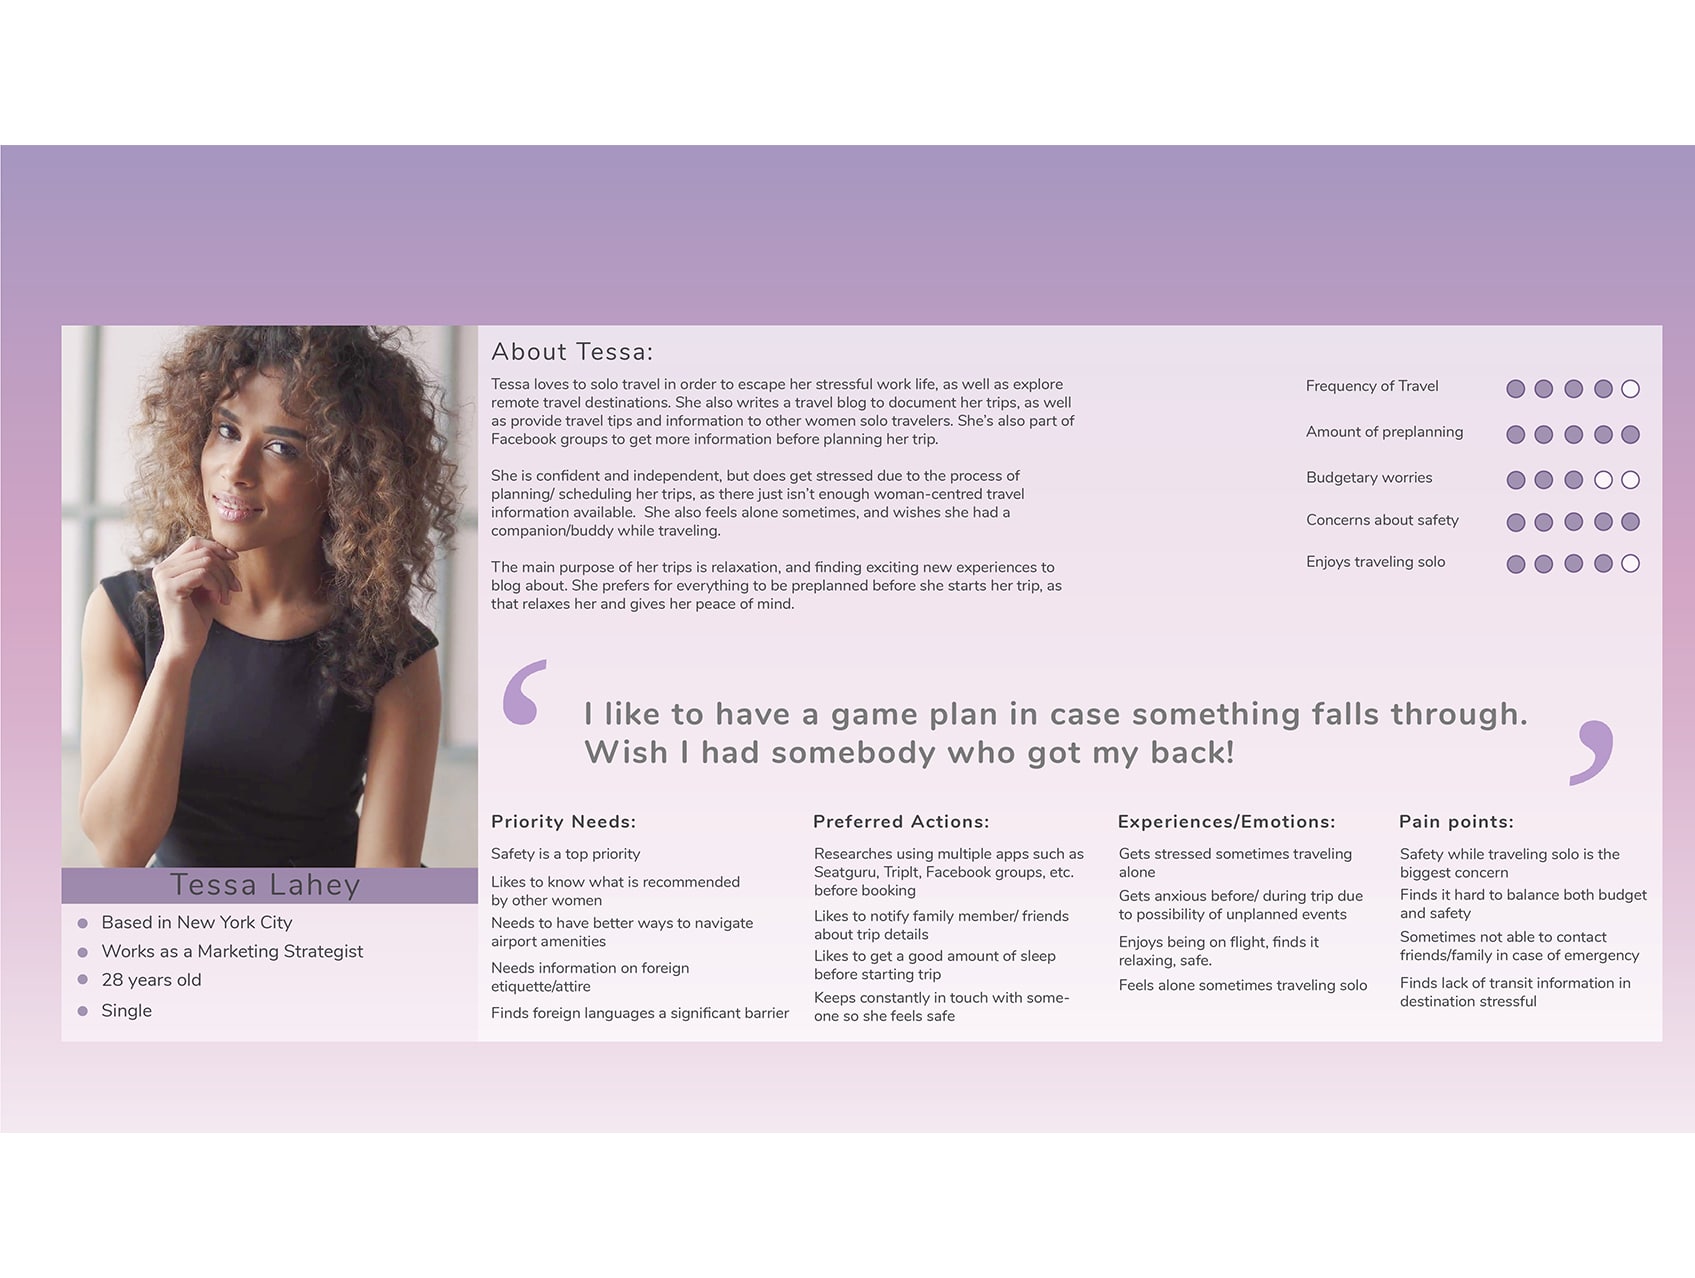 About Tessa:
Tessa loves to solo travel in order to escape her stressful work life, as well as explore
remote travel destinations. She also writes a travel blog to document her trips, as well
as provide travel tips and information to other women solo travelers. She's also part of
Facebook groups to get more information before planning her trip.
She is confident and independent, but does get stressed due to the process of
planning/ scheduling her trips, as there just isn't enough woman-centred travel
information available.  She also feels alone sometimes, and wishes she had a
companion/buddy while traveling.
The main purpose of her trips is relaxation, and finding exciting new experiences to
blog about. She prefers for everything to be preplanned before she starts her trip, as
that relaxes her and gives her peace of mind.
Frequency of Travel
Amount of preplanning
Budgetary worries
Concerns about safety
Enjoys traveling solo
‘I like to have a game plan in case something falls through.
Wish I had somebody who got my back!’
Tessa Lahey
Based in New York City
Works as a Marketing Strategist
28 years old
Single
Priority Needs:
Safety is a top priority
Likes to know what is recommended
by other women
Needs to have better ways to navigate
airport amenities
Needs information on foreign
etiquette/attire
Finds foreign languages a significant barrier
Preferred Actions:
Researches using multiple apps such as
Seatguru, TripIt, Facebook groups, etc.
before booking
Likes to notify family member/ friends
about trip details
Likes to get a good amount of sleep
before starting trip
Keeps constantly in touch with some-
one so she feels safe
Experiences/Emotions:
Gets stressed sometimes traveling
alone
Gets anxious before/ during trip due
to possibility of unplanned events
Enjoys being on flight, finds it
relaxing, safe.
Feels alone sometimes traveling solo
Pain points:
Safety while traveling solo is the
biggest concern
Finds it hard to balance both budget
and safety
Sometimes not able to contact
friends/family in case of emergency
Finds lack of transit information in
destination stressful